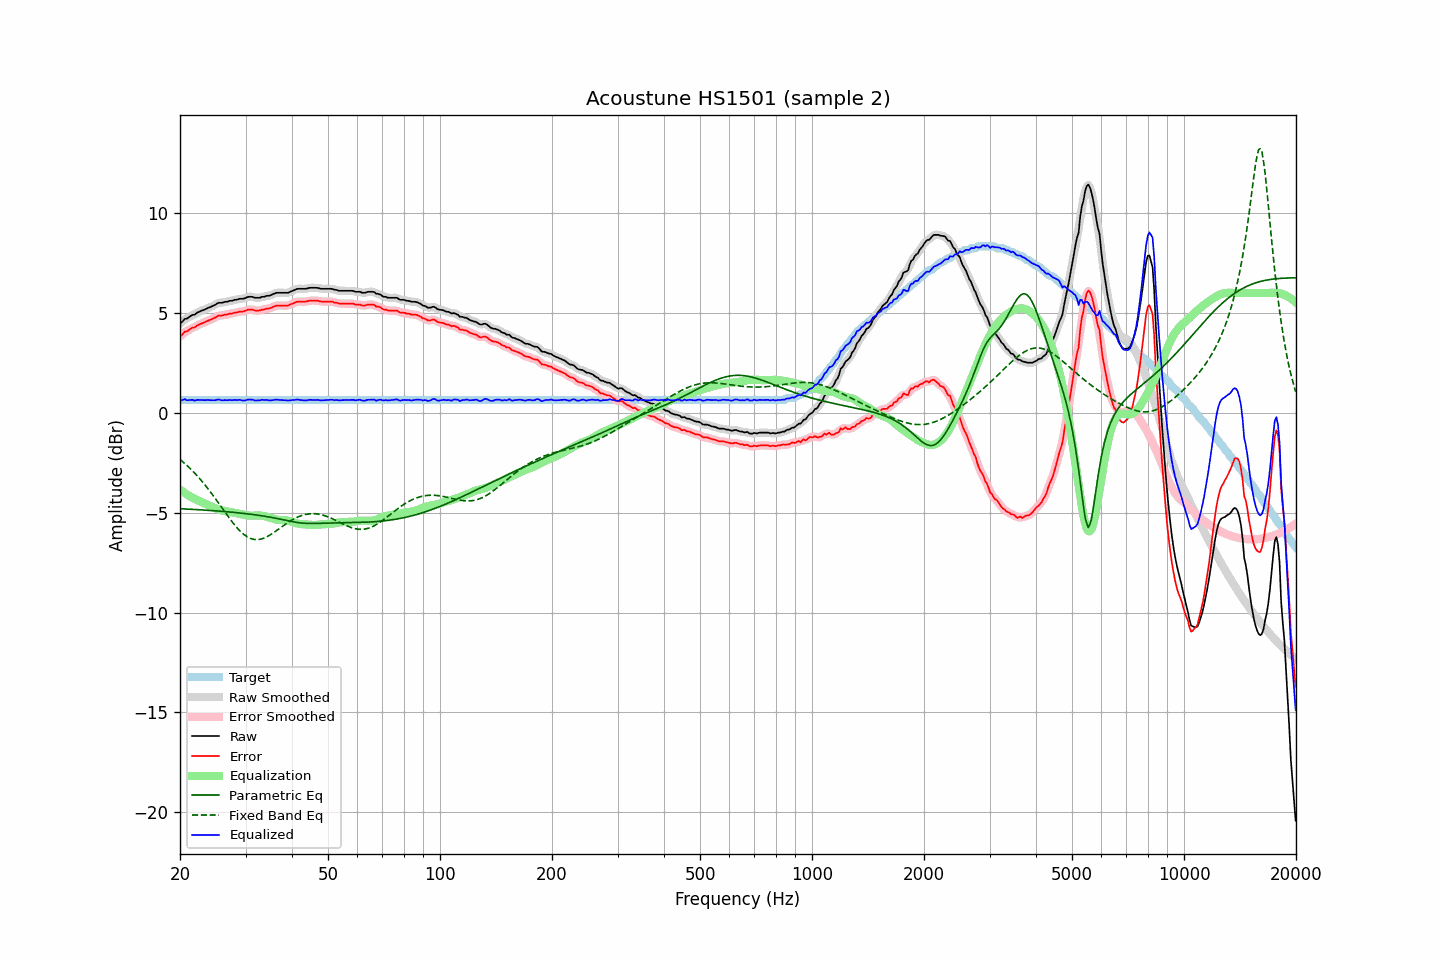 Acoustune HS1501 (sample 2)
Amplitude (dBr)
10
5
0
−5
−10
−15
−20
Target
Raw Smoothed
Error Smoothed
Raw
Error
Equalization
Parametric Eq
Fixed Band Eq
Equalized
20
50
100
200
500
1000
2000
5000
10000
20000
Frequency (Hz)